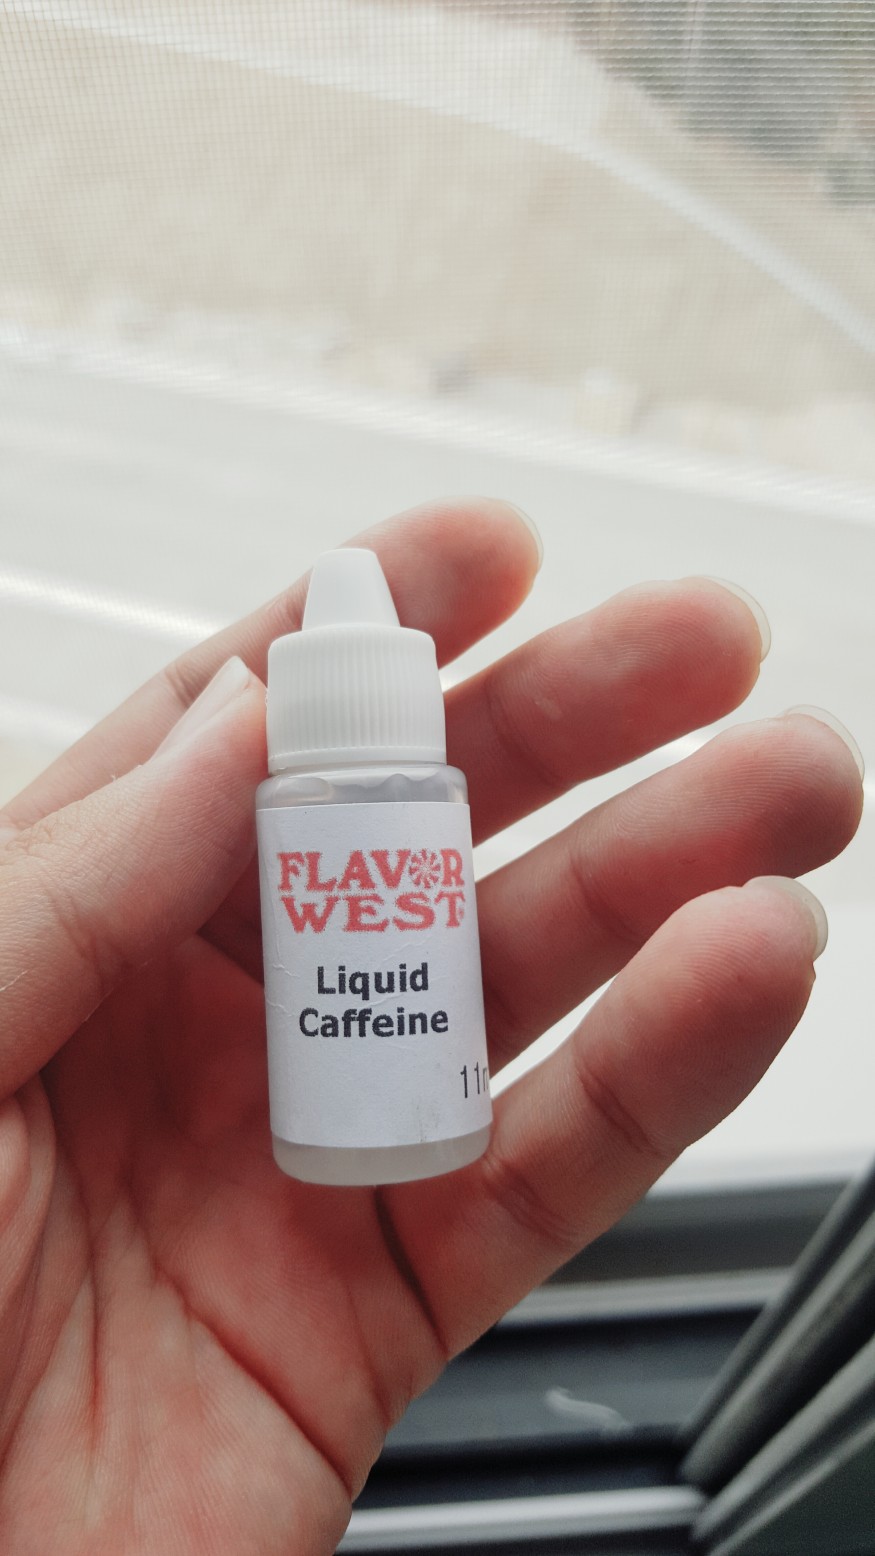 FLAVOR
WEST
Liquid
Caffeine